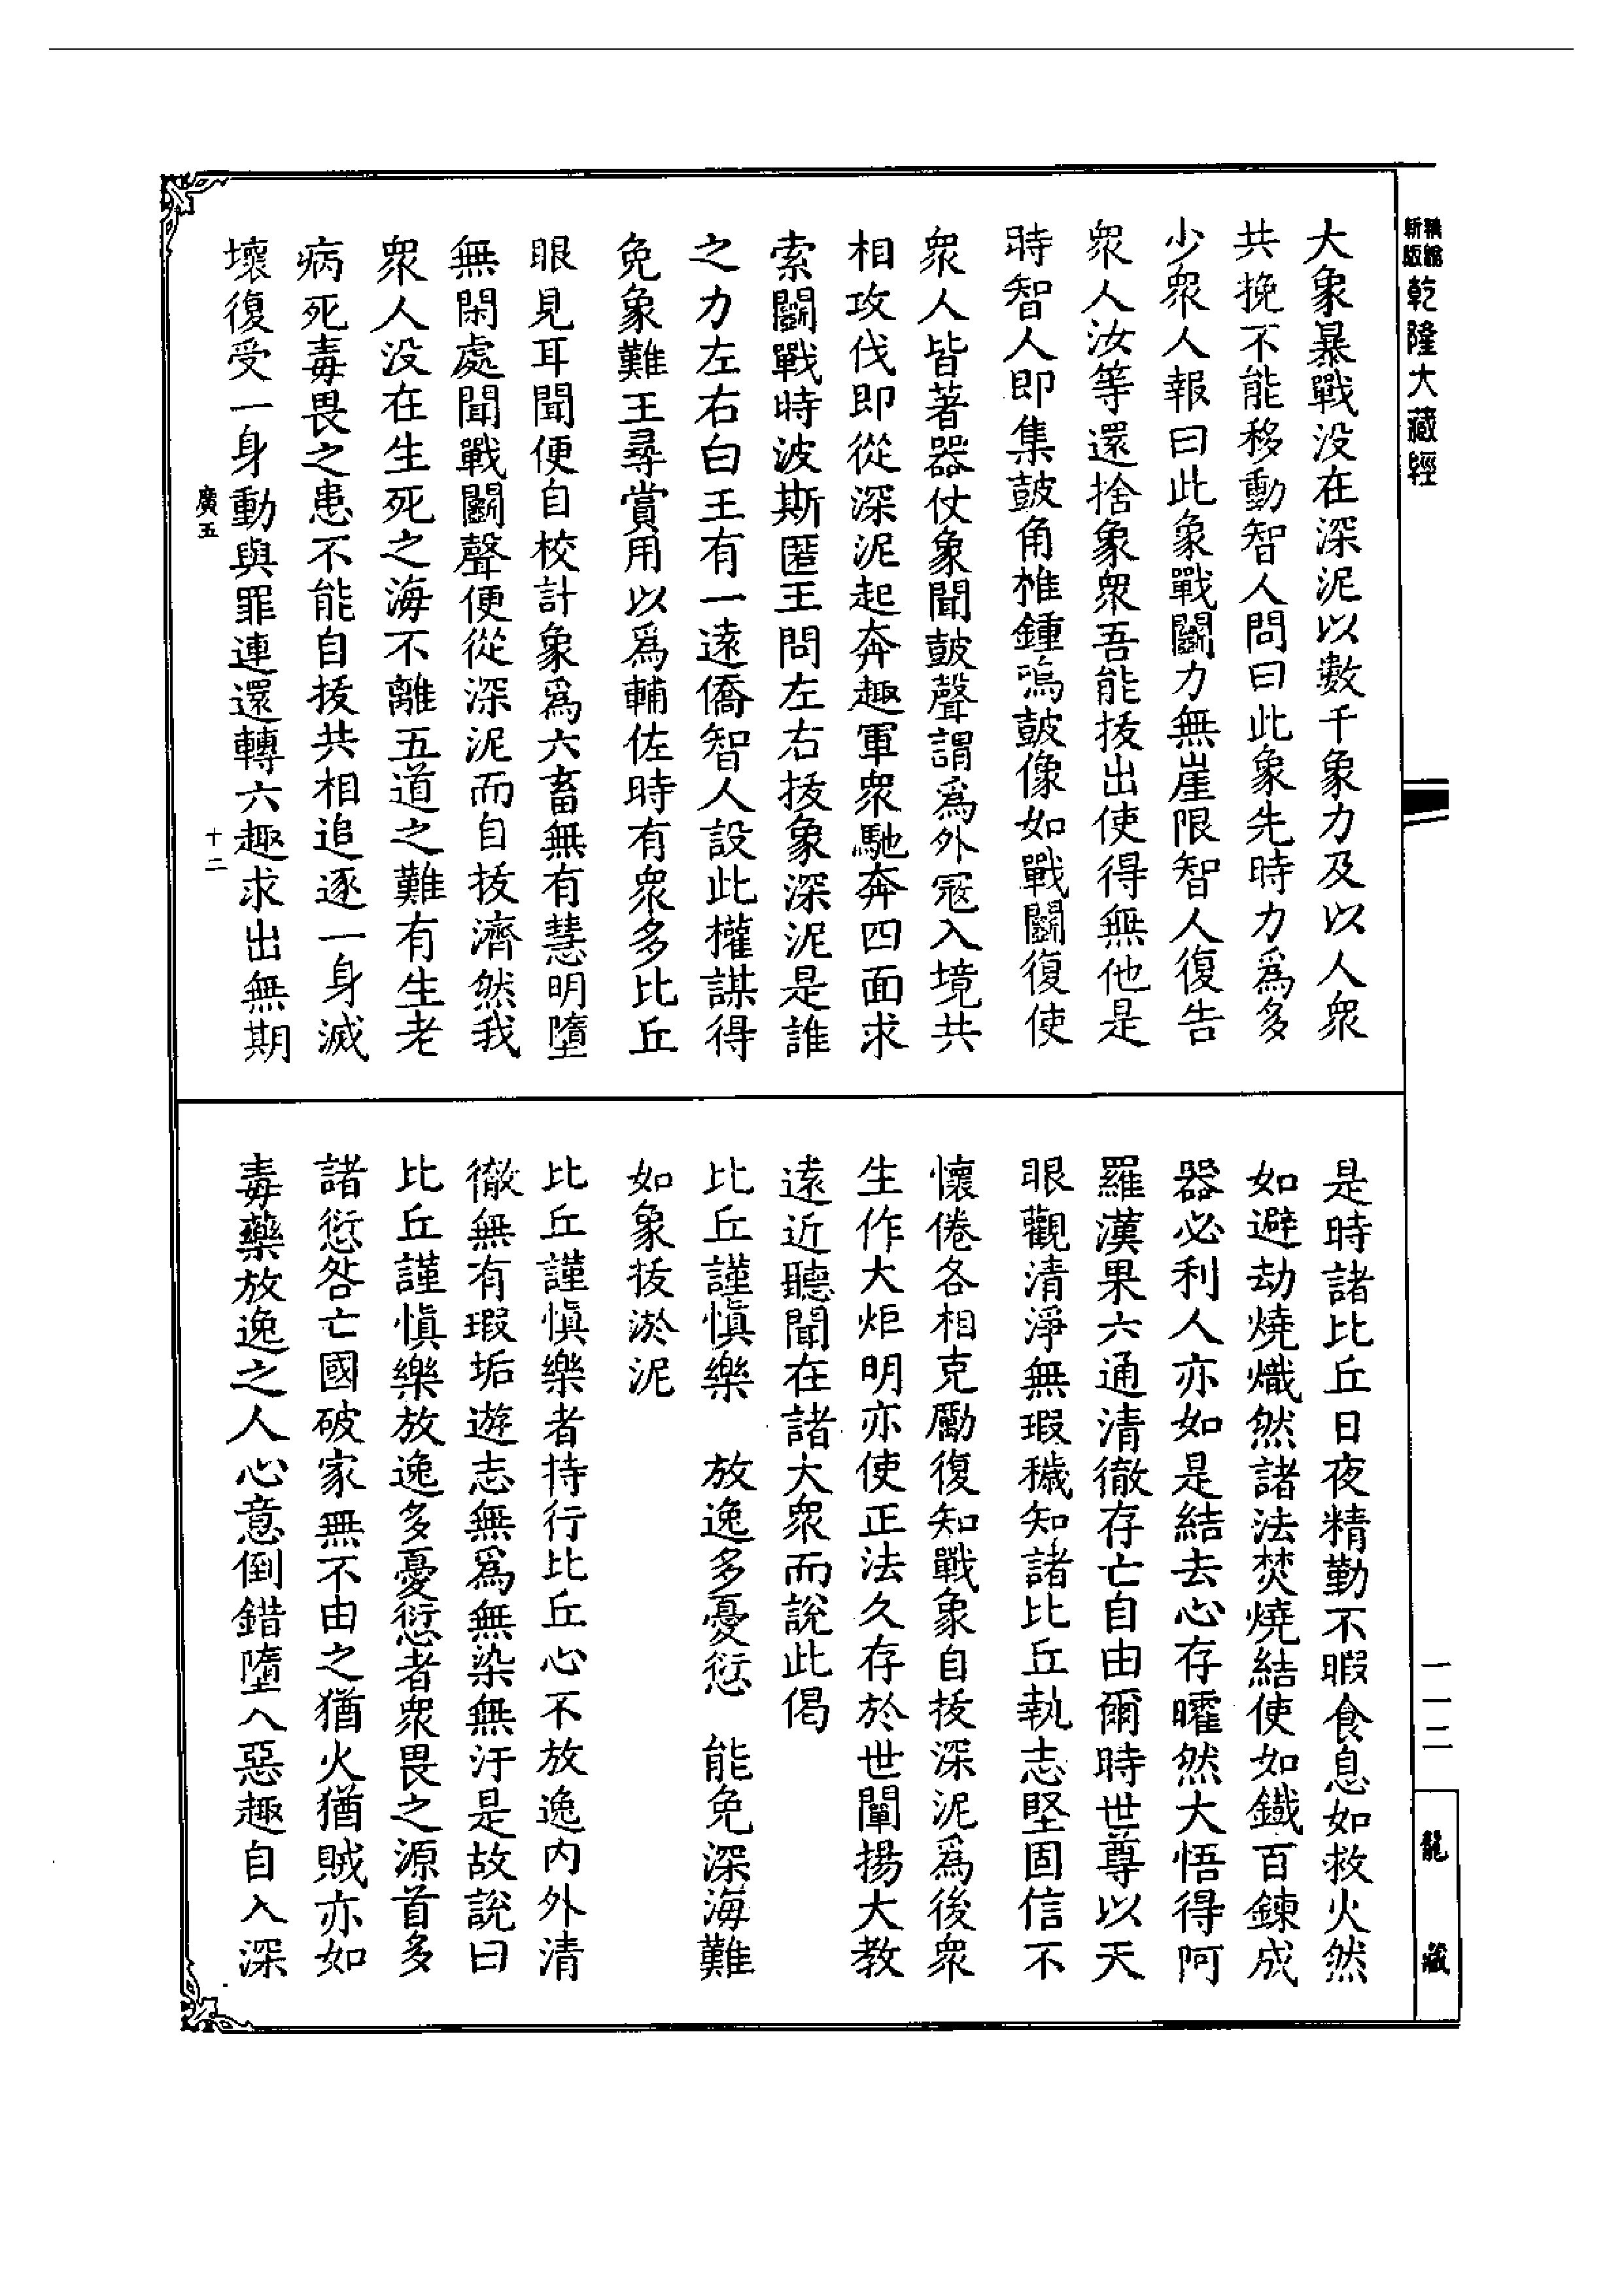 新版精縮乾隆大藏經
大象暴戰没在深泥以數千象力及以人衆
共挽不能移動智人問曰此象先時力爲多
少衆人報曰此象戰鬭力無崖限智人復告
衆人汝等還捨象衆吾能拔出使得無他是
時智人即集鼓角椎鍾鳴鼓像如戰鬭復使
衆人皆著器仗象聞鼓聲謂爲外寇入境共
相攻伐即從深泥起奔趣軍衆馳奔四面求
索鬭戰時波斯匿王問左右拔象深泥是誰
之力左右白王有一遠僑智人設此權謀得
免象難王尋賞用以爲輔佐時有衆多比丘
眼見耳聞便自校計象爲六畜無有慧明墮
無閑處聞戰鬭聲便從深泥而自拔濟然我
衆人没在生死之海不離五道之難有生老
病死毒畏之患不能自拔共相追逐一身滅
壞復受一身動與罪連還轉六趣求出無期
廣五
十二
是時諸比丘日夜精勤不暇食息如救火然
如避劫燒熾然諸法焚燒結使如鐵百鍊成
器必利人亦如是結去心存曜然大悟得阿
羅漢果六通清徹存亡自由爾時世尊以天
眼觀清淨無瑕穢知諸比丘執志堅固信不
懷倦各相克勵復知戰象自拔深泥爲後衆
生作大炬明亦使正法久存於世闡揚大教
遠近聽聞在諸大衆而說此偈
比丘謹慎樂　放逸多憂愆　能免深海難
如象拔淤泥
比丘謹慎樂者持行比丘心不放逸内外清
徹無有瑕垢遊志無爲無染無汙是故說曰
比丘謹慎樂放逸多憂愆者衆畏之源首多
諸愆咎亡國破家無不由之猶火猶賊亦如
毒藥放逸之人心意倒錯墮入惡趣自入深
一一二
龍藏